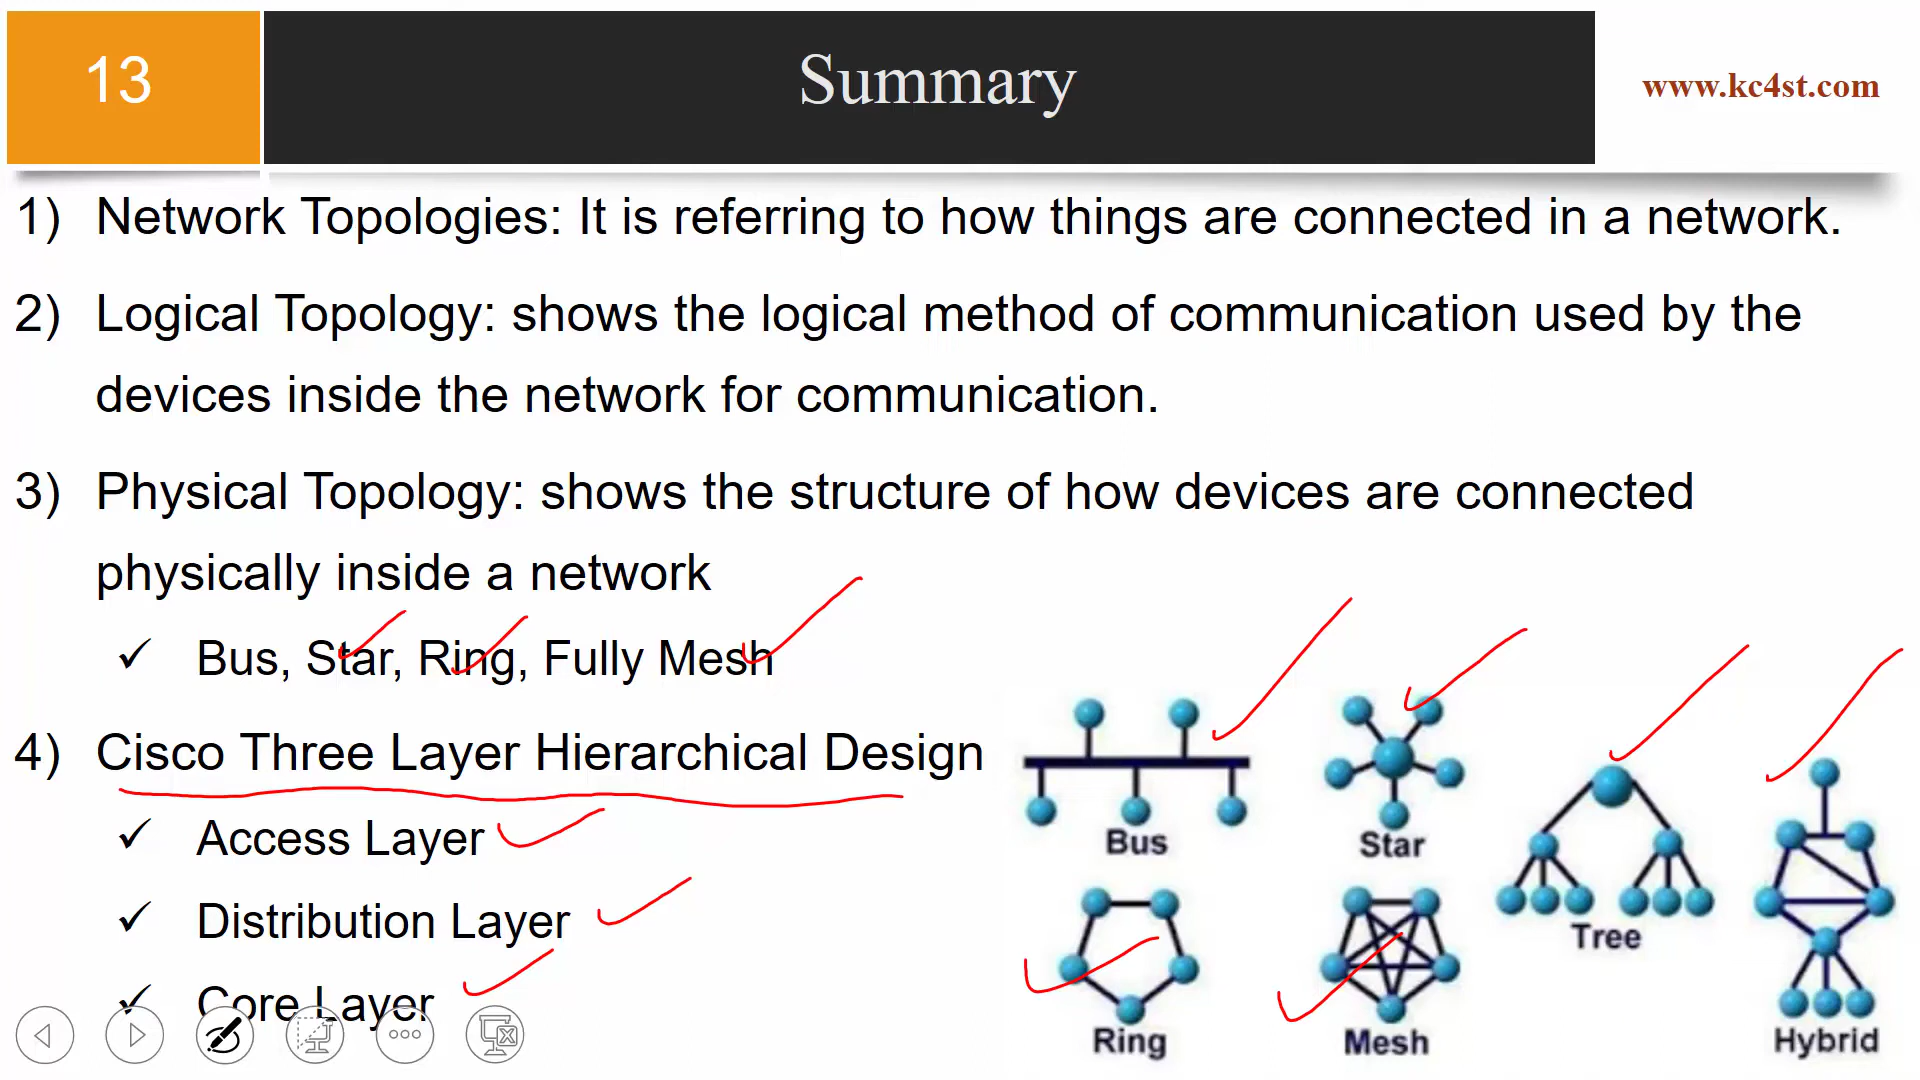 13
Summary
www.kc4st.com
1) Network Topologies: It is referring to how things are connected in a network.
2) Logical Topology: shows the logical method of communication used by the
devices inside the network for communication.
3) Physical Topology: shows the structure of how devices are connected
physically inside a network
✓ Bus, Star, Ring, Fully Mesh
4) Cisco Three Layer Hierarchical Design
✓ Access Layer
✓ Distribution Layer
✓ Core Layer
Bus
Star
Tree
Ring
Mesh
Hybrid